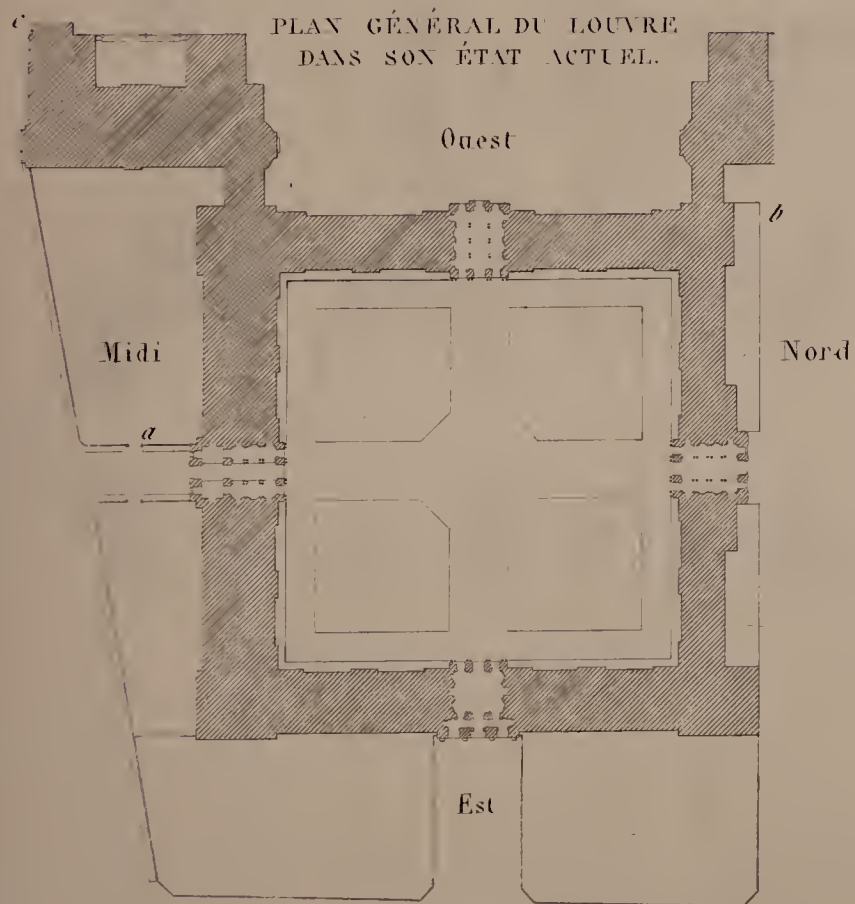 c
PLAN GÉNÉRAL DU LOUVRE
DANS SON ÉTAT ACTUEL.
Ouest
b
Midi
Nord
a
Est